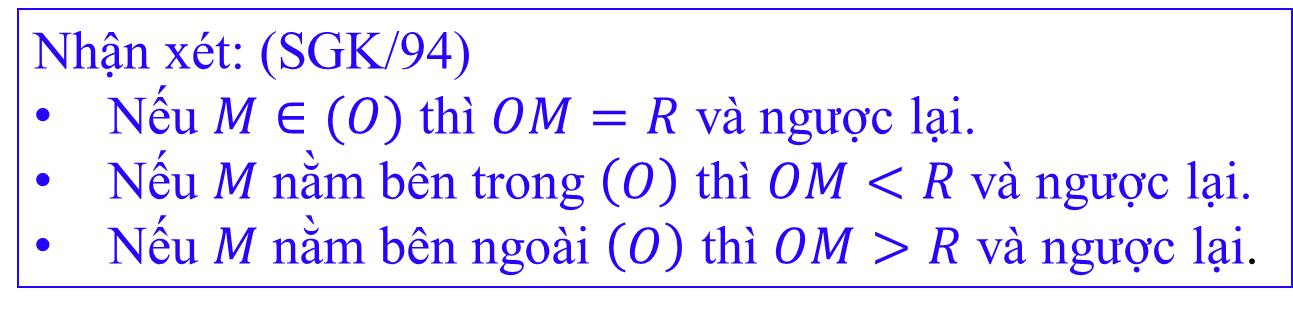 Nhận xét: (SGK/94)
• Nếu M ∈ (O) thì OM = R và ngược lại.
• Nếu M nằm bên trong (O) thì OM < R và ngược lại.
• Nếu M nằm bên ngoài (O) thì OM > R và ngược lại.